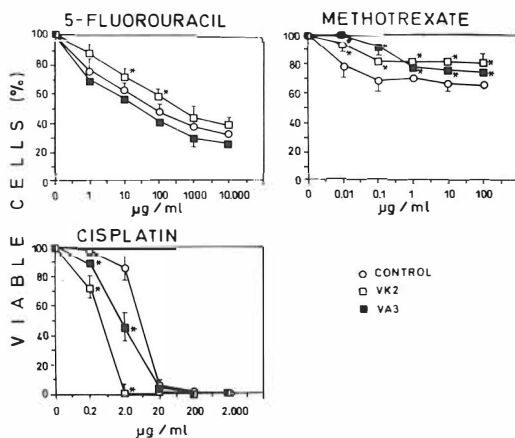 5-FLUOROURACIL
100
80
60
40
20
0
0 1 10 100 1000 10.000
µg / ml
METHOTREXATE
100
80
60
40
20
0
0 0.01 0.1 1 10 100
µg / ml
VIABLE CELLS (%)
CISPLATIN
100
80
60
40
20
0
0 0.2 2.0 20 200 2.000
µg / ml
CONTROL
VK2
VA3